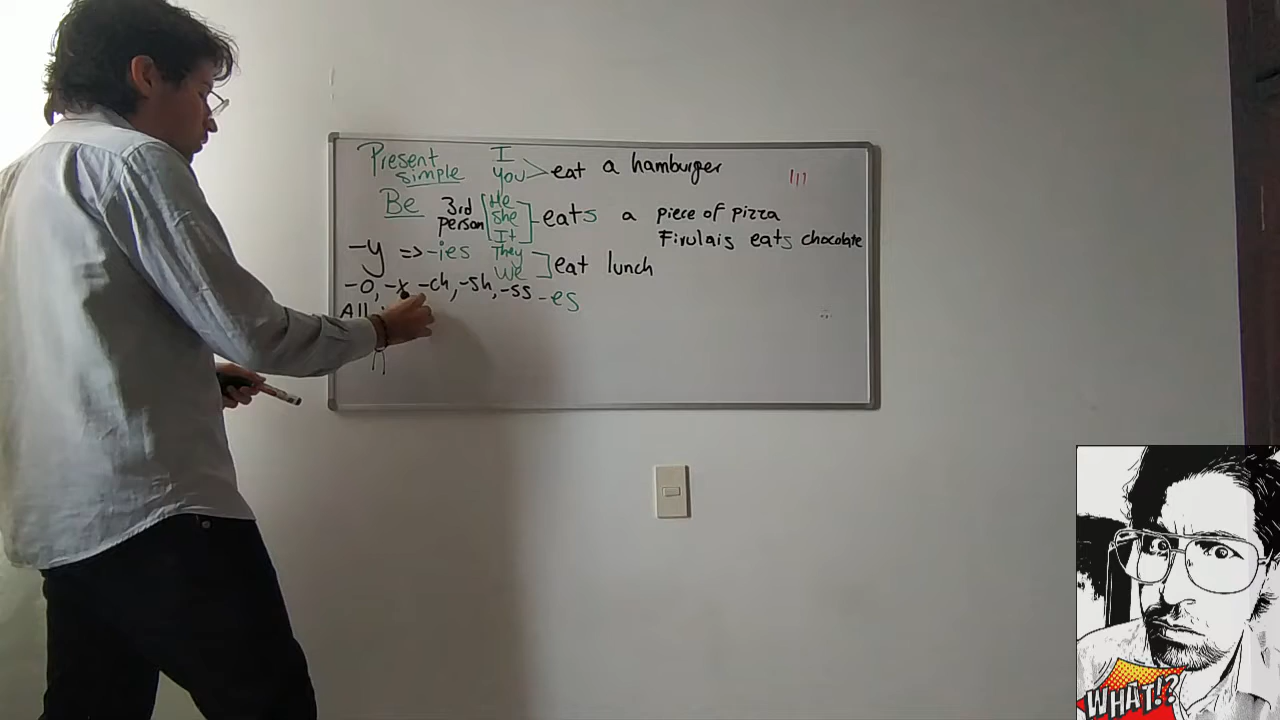 Present simple
I
you
eat a hamburger
Be
3rd person
He
She
It
eats a piece of pizza
Firulais eats chocolate
-y => -ies
They
We
eat lunch
-o, -x, -ch, -sh, -ss -es
All
WHAT!?